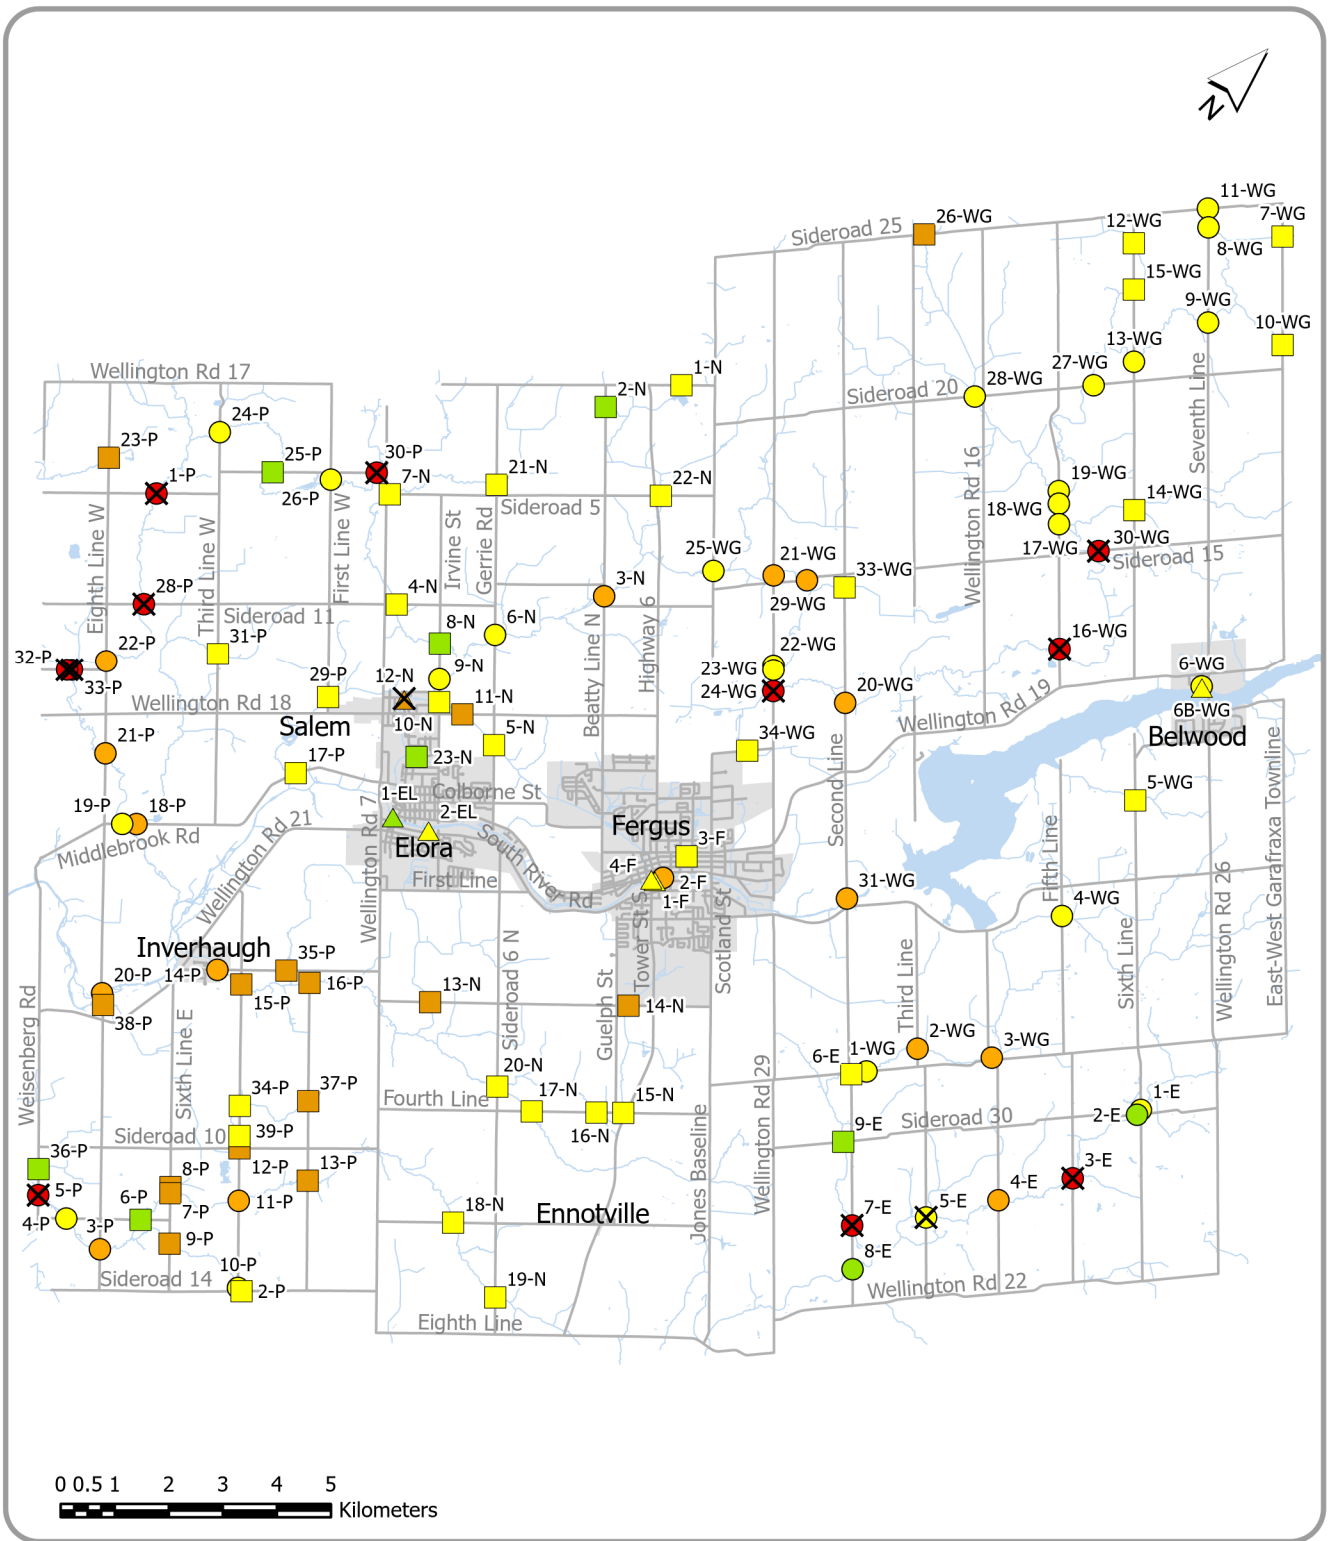 N
11-WG
7-WG
26-WG
12-WG
Sideroad 25
8-WG
15-WG
9-WG
10-WG
13-WG
27-WG
1-N
Wellington Rd 17
28-WG
2-N
Sideroad 20
Seventh Line
24-P
23-P
25-P
30-P
1-P
7-N
21-N
22-N
19-WG
26-P
Sideroad 5
18-WG
14-WG
Wellington Rd 16
30-WG
17-WG
Sideroad 15
Eighth Line W
Third Line W
First Line W
Irvine St
Gerrie Rd
25-WG
21-WG
33-WG
29-WG
28-P
4-N
3-N
Sideroad 11
31-P
8-N
6-N
Beatty Line N
Highway 6
22-WG
16-WG
22-P
32-P
33-P
12-N
9-N
23-WG
24-WG
6-WG
6B-WG
29-P
11-N
20-WG
Wellington Rd 18
10-N
Wellington Rd 19
Salem
5-N
34-WG
Belwood
21-P
17-P
23-N
1-EL
Colborne St
5-WG
19-P
18-P
2-EL
Wellington Rd 7
Second Line
East-West Garafraxa Townline
Middlebrook Rd
Wellington Rd 21
Elora
South River Rd
Fergus
3-F
4-F
2-F
1-F
First Line
31-WG
Fifth Line
4-WG
Wellington Rd 26
Tower St S
Scotland St
Inverhaugh
35-P
14-P
16-P
15-P
20-P
38-P
Sideroad 6 N
13-N
14-N
Guelph St
Third Line
Sixth Line
Weisenberg Rd
Sixth Line E
2-WG
3-WG
6-E
1-WG
20-N
34-P
37-P
Fourth Line
17-N
15-N
16-N
Wellington Rd 29
1-E
2-E
Sideroad 30
9-E
Jones Baseline
Sideroad 10
39-P
36-P
8-P
12-P
13-P
5-P
6-P
7-P
11-P
4-P
3-P
9-P
18-N
Ennotville
3-E
4-E
5-E
7-E
8-E
10-P
Sideroad 14
2-P
19-N
Wellington Rd 22
Eighth Line
0 0.5 1 2 3 4 5
Kilometers